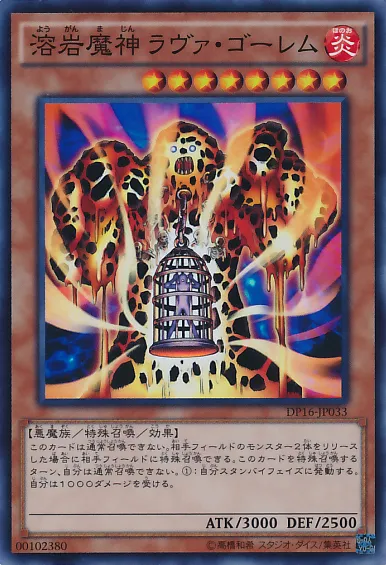 溶岩魔神 ラヴァ・ゴーレム
炎
DP16-JP033
【悪魔族／特殊召喚／効果】
このカードは通常召喚できない。相手フィールドのモンスター２体をリリース
した場合に相手フィールドに特殊召喚できる。このカードを特殊召喚する
ターン、自分は通常召喚できない。①：自分スタンバイフェイズに発動する。
自分は１０００ダメージを受ける。
ATK/3000 DEF/2500
00102380
©高橋和希 スタジオ・ダイス/集英社